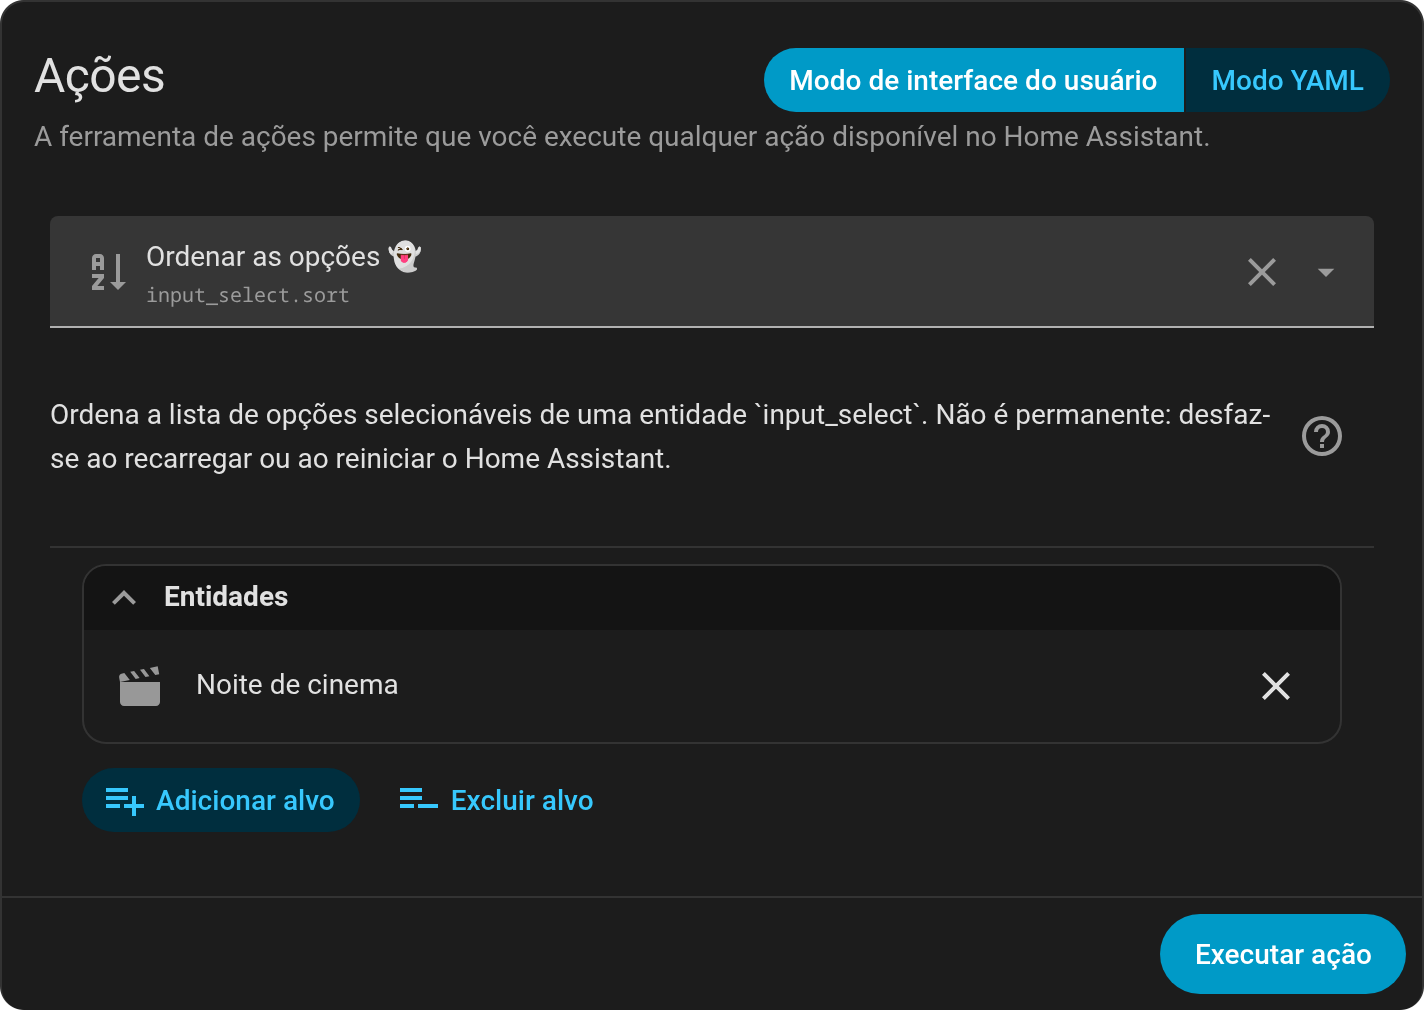 Ações
Modo de interface do usuário
Modo YAML
A ferramenta de ações permite que você execute qualquer ação disponível no Home Assistant.
Ordenar as opções 👻
input_select.sort
Ordena a lista de opções selecionáveis de uma entidade `input_select`. Não é permanente: desfaz-
se ao recarregar ou ao reiniciar o Home Assistant.
Entidades
Noite de cinema
Adicionar alvo
Excluir alvo
Executar ação